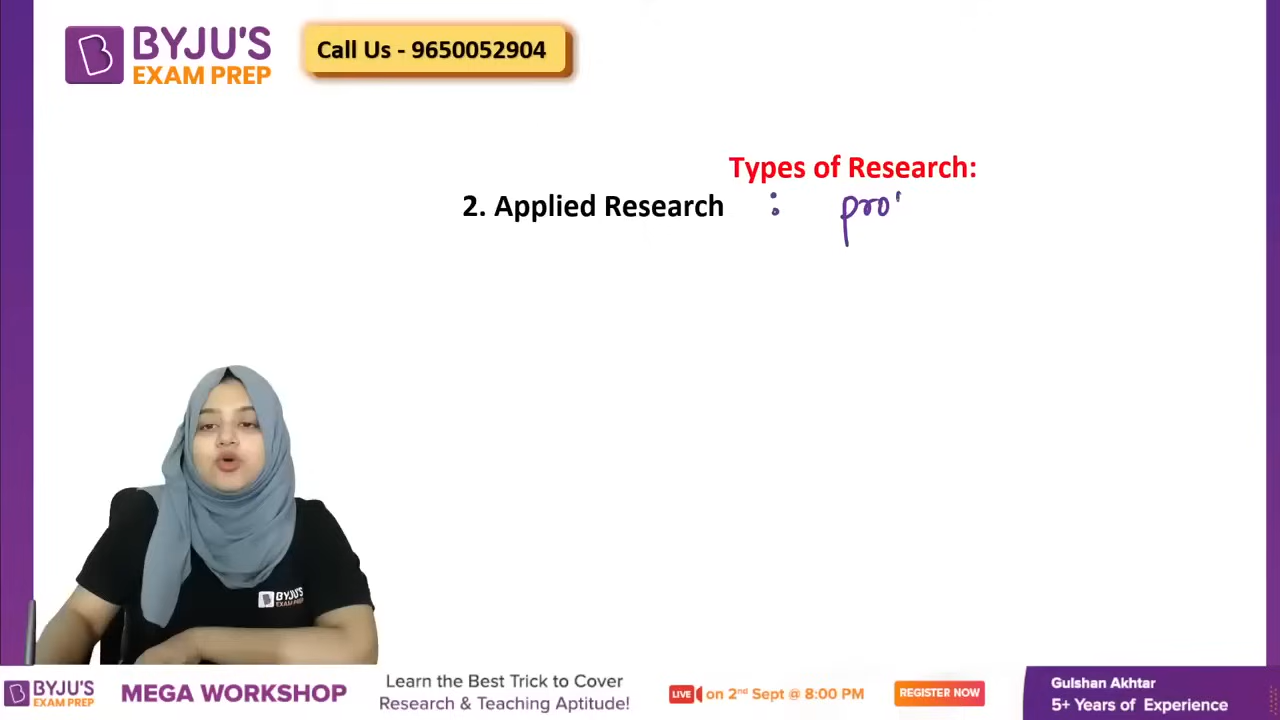 BYJU'S
EXAM PREP
Call Us - 9650052904
Types of Research:
2. Applied Research : pro
BYJU'S
EXAM PREP
BYJU'S
EXAM PREP
MEGA WORKSHOP
Learn the Best Trick to Cover
Research & Teaching Aptitude!
LIVE on 2nd Sept @ 8:00 PM
REGISTER NOW
Gulshan Akhtar
5+ Years of Experience